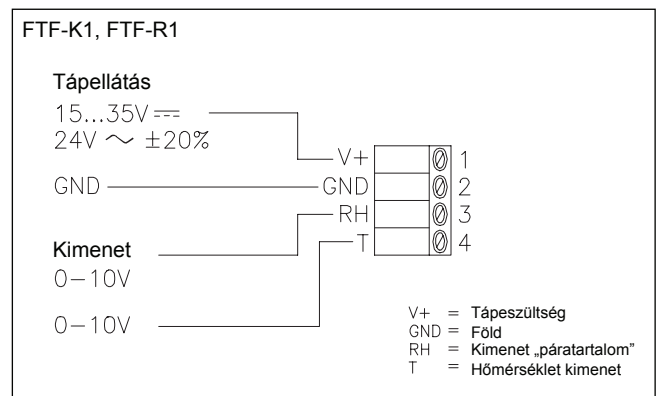 FTF-K1, FTF-R1
Tápellátás
15...35V ⎓
24V ~ ±20%
GND
Kimenet
0–10V
0–10V
V+ 1
GND 2
RH 3
T 4
V+ = Tápeszültség
GND = Föld
RH = Kimenet „páratartalom”
T = Hőmérséklet kimenet